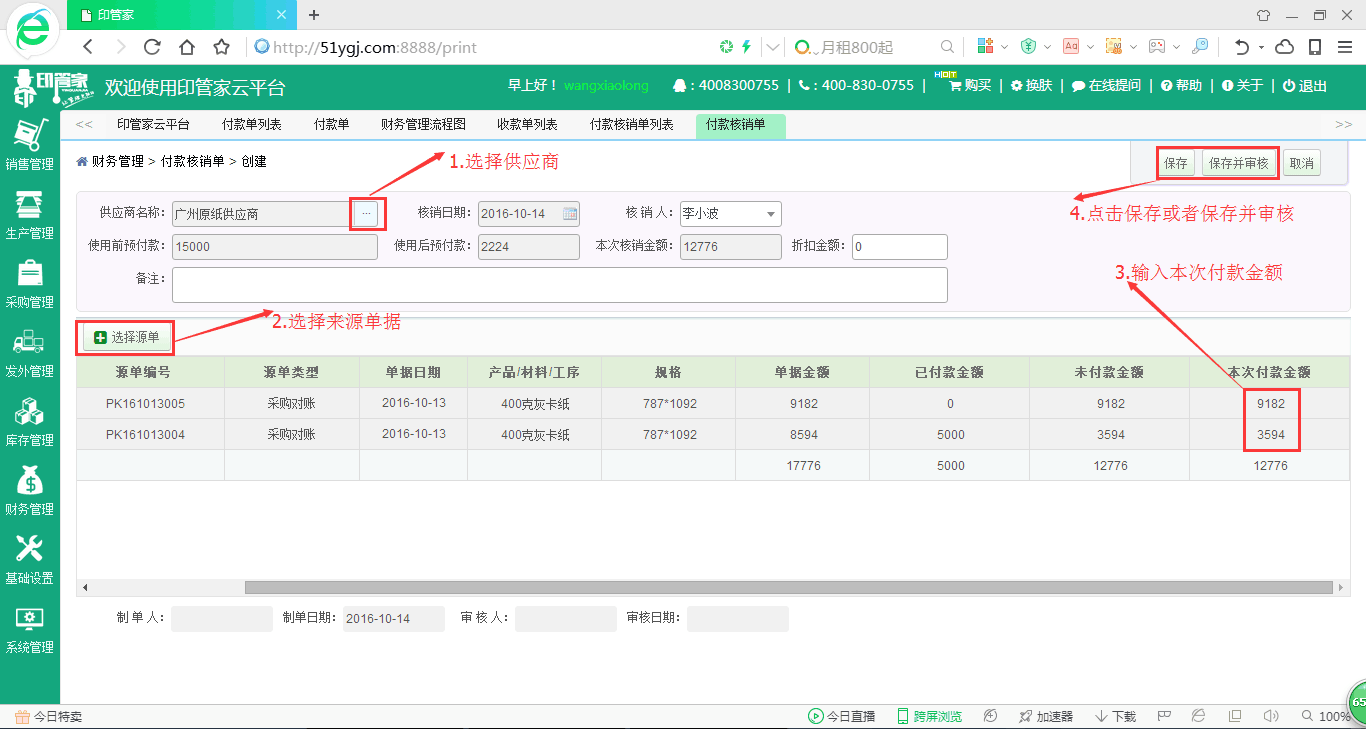 印管家
http://51ygj.com:8888/print
月租800起
印管家
欢迎使用印管家云平台
早上好！ wangxiaolong
: 4008300755 | : 400-830-0755 | HOT 购买 | 换肤 | 在线提问 | 帮助 | 关于 | 退出
<< 印管家云平台 付款单列表 付款单 财务管理流程图 收款单列表 付款核销单列表 付款核销单 >>
销售管理
生产管理
采购管理
发外管理
库存管理
财务管理
基础设置
系统管理
财务管理 > 付款核销单 > 创建
1.选择供应商
保存 保存并审核 取消
供应商名称: 广州原纸供应商 ... 核销日期: 2016-10-14 核 销 人: 李小波
4.点击保存或者保存并审核
使用前预付款: 15000 使用后预付款: 2224 本次核销金额: 12776 折扣金额: 0
备注:
3.输入本次付款金额
2.选择来源单据
选择源单
源单编号 源单类型 单据日期 产品/材料/工序 规格 单据金额 已付款金额 未付款金额 本次付款金额
PK161013005 采购对账 2016-10-13 400克灰卡纸 787*1092 9182 0 9182 9182
PK161013004 采购对账 2016-10-13 400克灰卡纸 787*1092 8594 5000 3594 3594
17776 5000 12776 12776
制 单 人: 制单日期: 2016-10-14 审 核 人: 审核日期:
今日特卖
今日直播 跨屏浏览 加速器 下载 100%
65